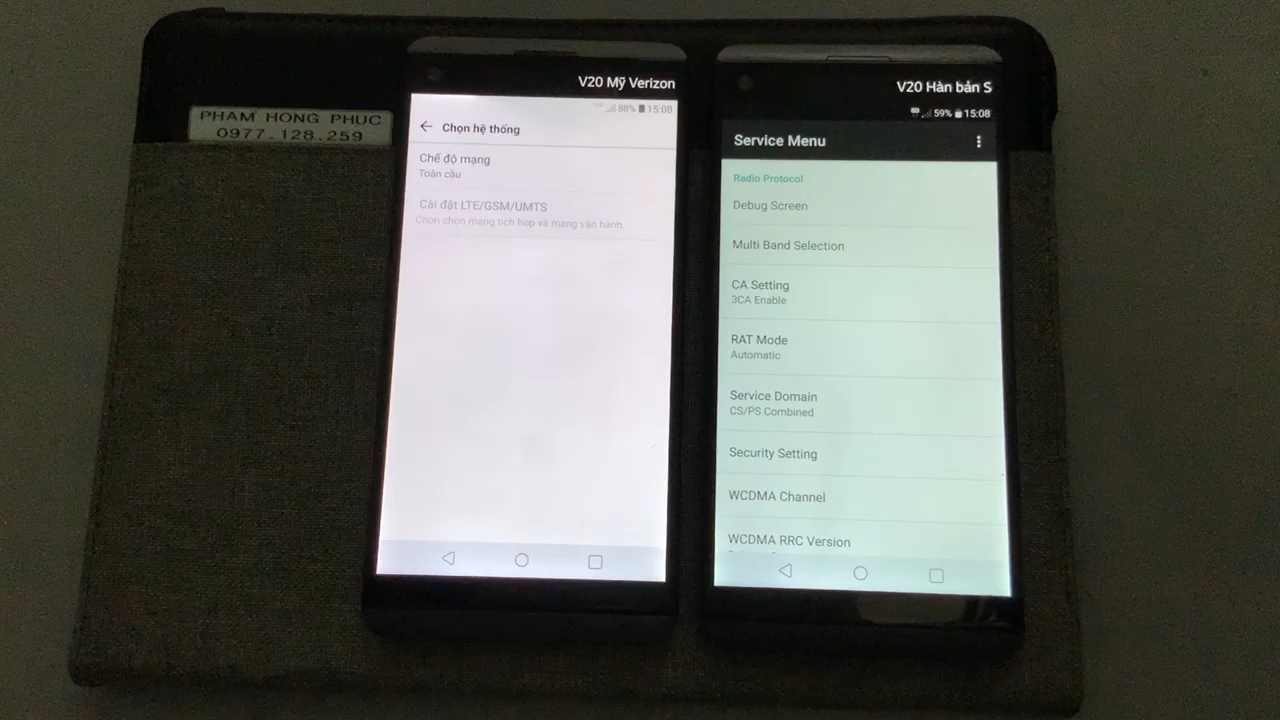 PHAM HONG PHUC
0977.128.259
V20 Mỹ Verizon
88% 15:08
Chọn hệ thống
Chế độ mạng
Toàn cầu
Cài đặt LTE/GSM/UMTS
Chọn chọn mạng tích hợp và mạng vận hành.
V20 Hàn bản S
59% 15:08
Service Menu
Radio Protocol
Debug Screen
Multi Band Selection
CA Setting
3CA Enable
RAT Mode
Automatic
Service Domain
CS/PS Combined
Security Setting
WCDMA Channel
WCDMA RRC Version